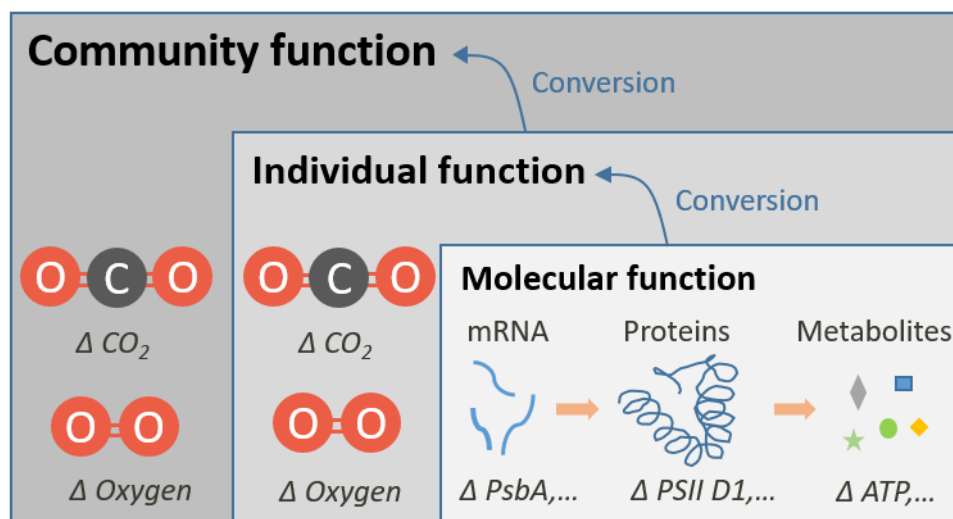 Community function
Conversion
Individual function
Conversion
Molecular function
mRNA
Proteins
Metabolites
O C O
O C O
Δ CO₂
Δ CO₂
O O
O O
Δ Oxygen
Δ Oxygen
Δ PsbA,...
Δ PSII D1,...
Δ ATP,...